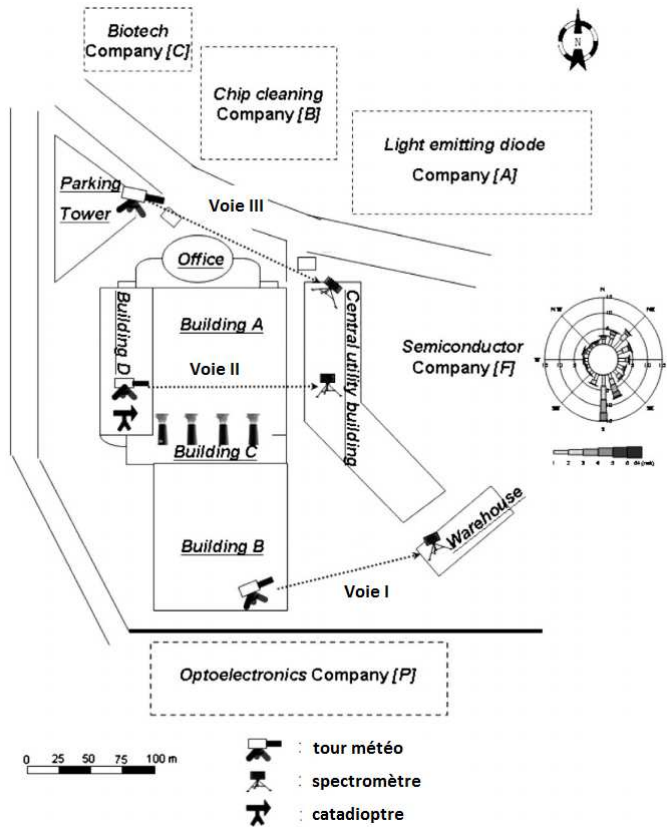 Biotech
Company [C]
N
Chip cleaning
Company [B]
Light emitting diode
Company [A]
Parking
Tower
Voie III
Office
Building D
Building A
Central utility building
Semiconductor
Company [F]
Voie II
Building C
Building B
Warehouse
Voie I
Optoelectronics Company [P]
0 25 50 75 100 m
: tour météo
: spectromètre
: catadioptre